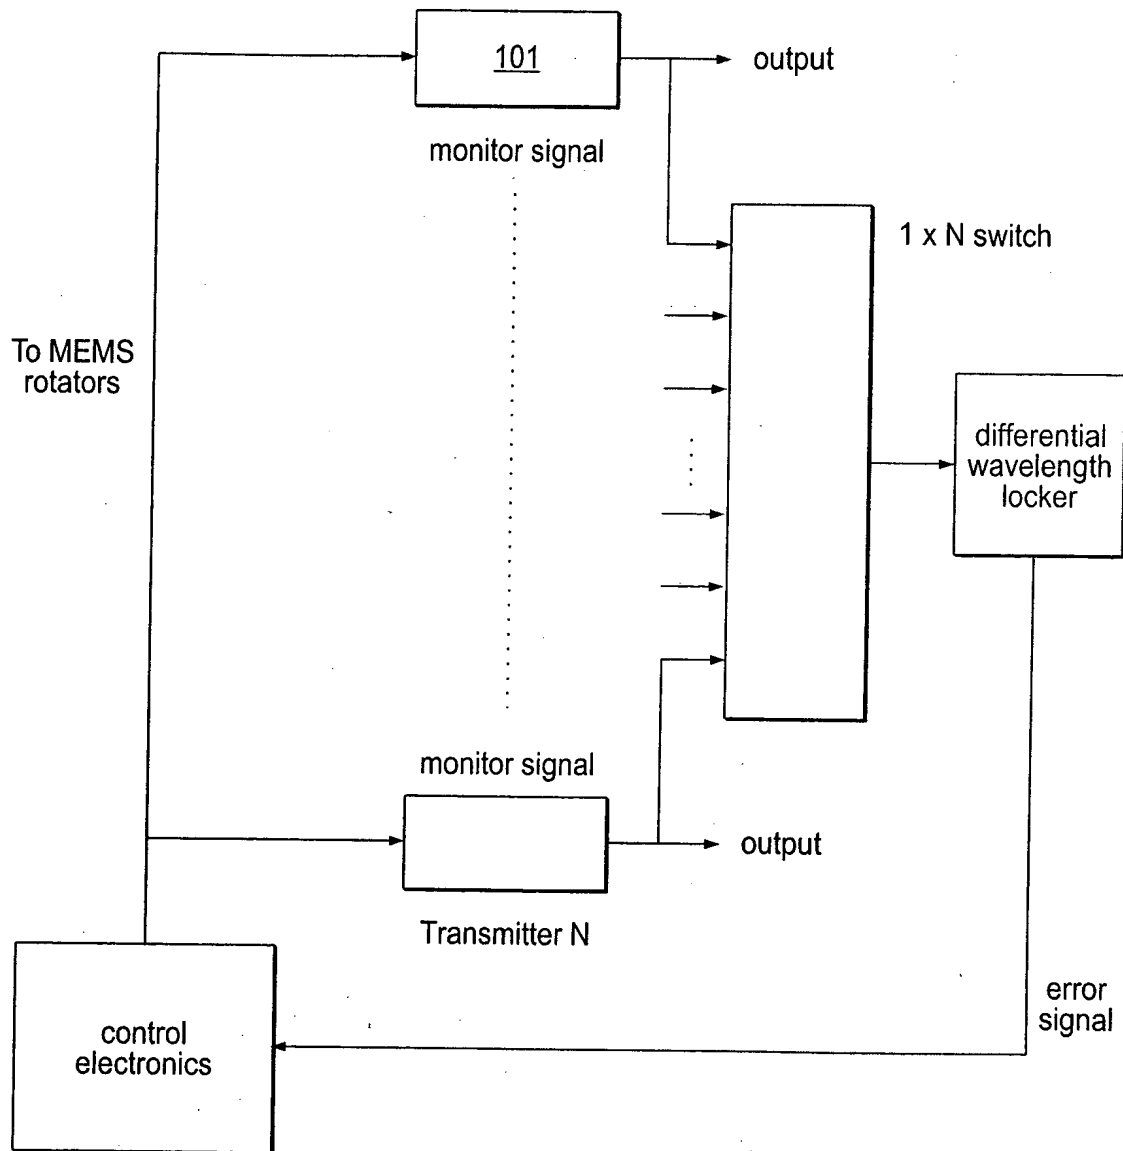 101
output
monitor signal
1 x N switch
To MEMS
rotators
differential
wavelength
locker
monitor signal
output
Transmitter N
error
signal
control
electronics